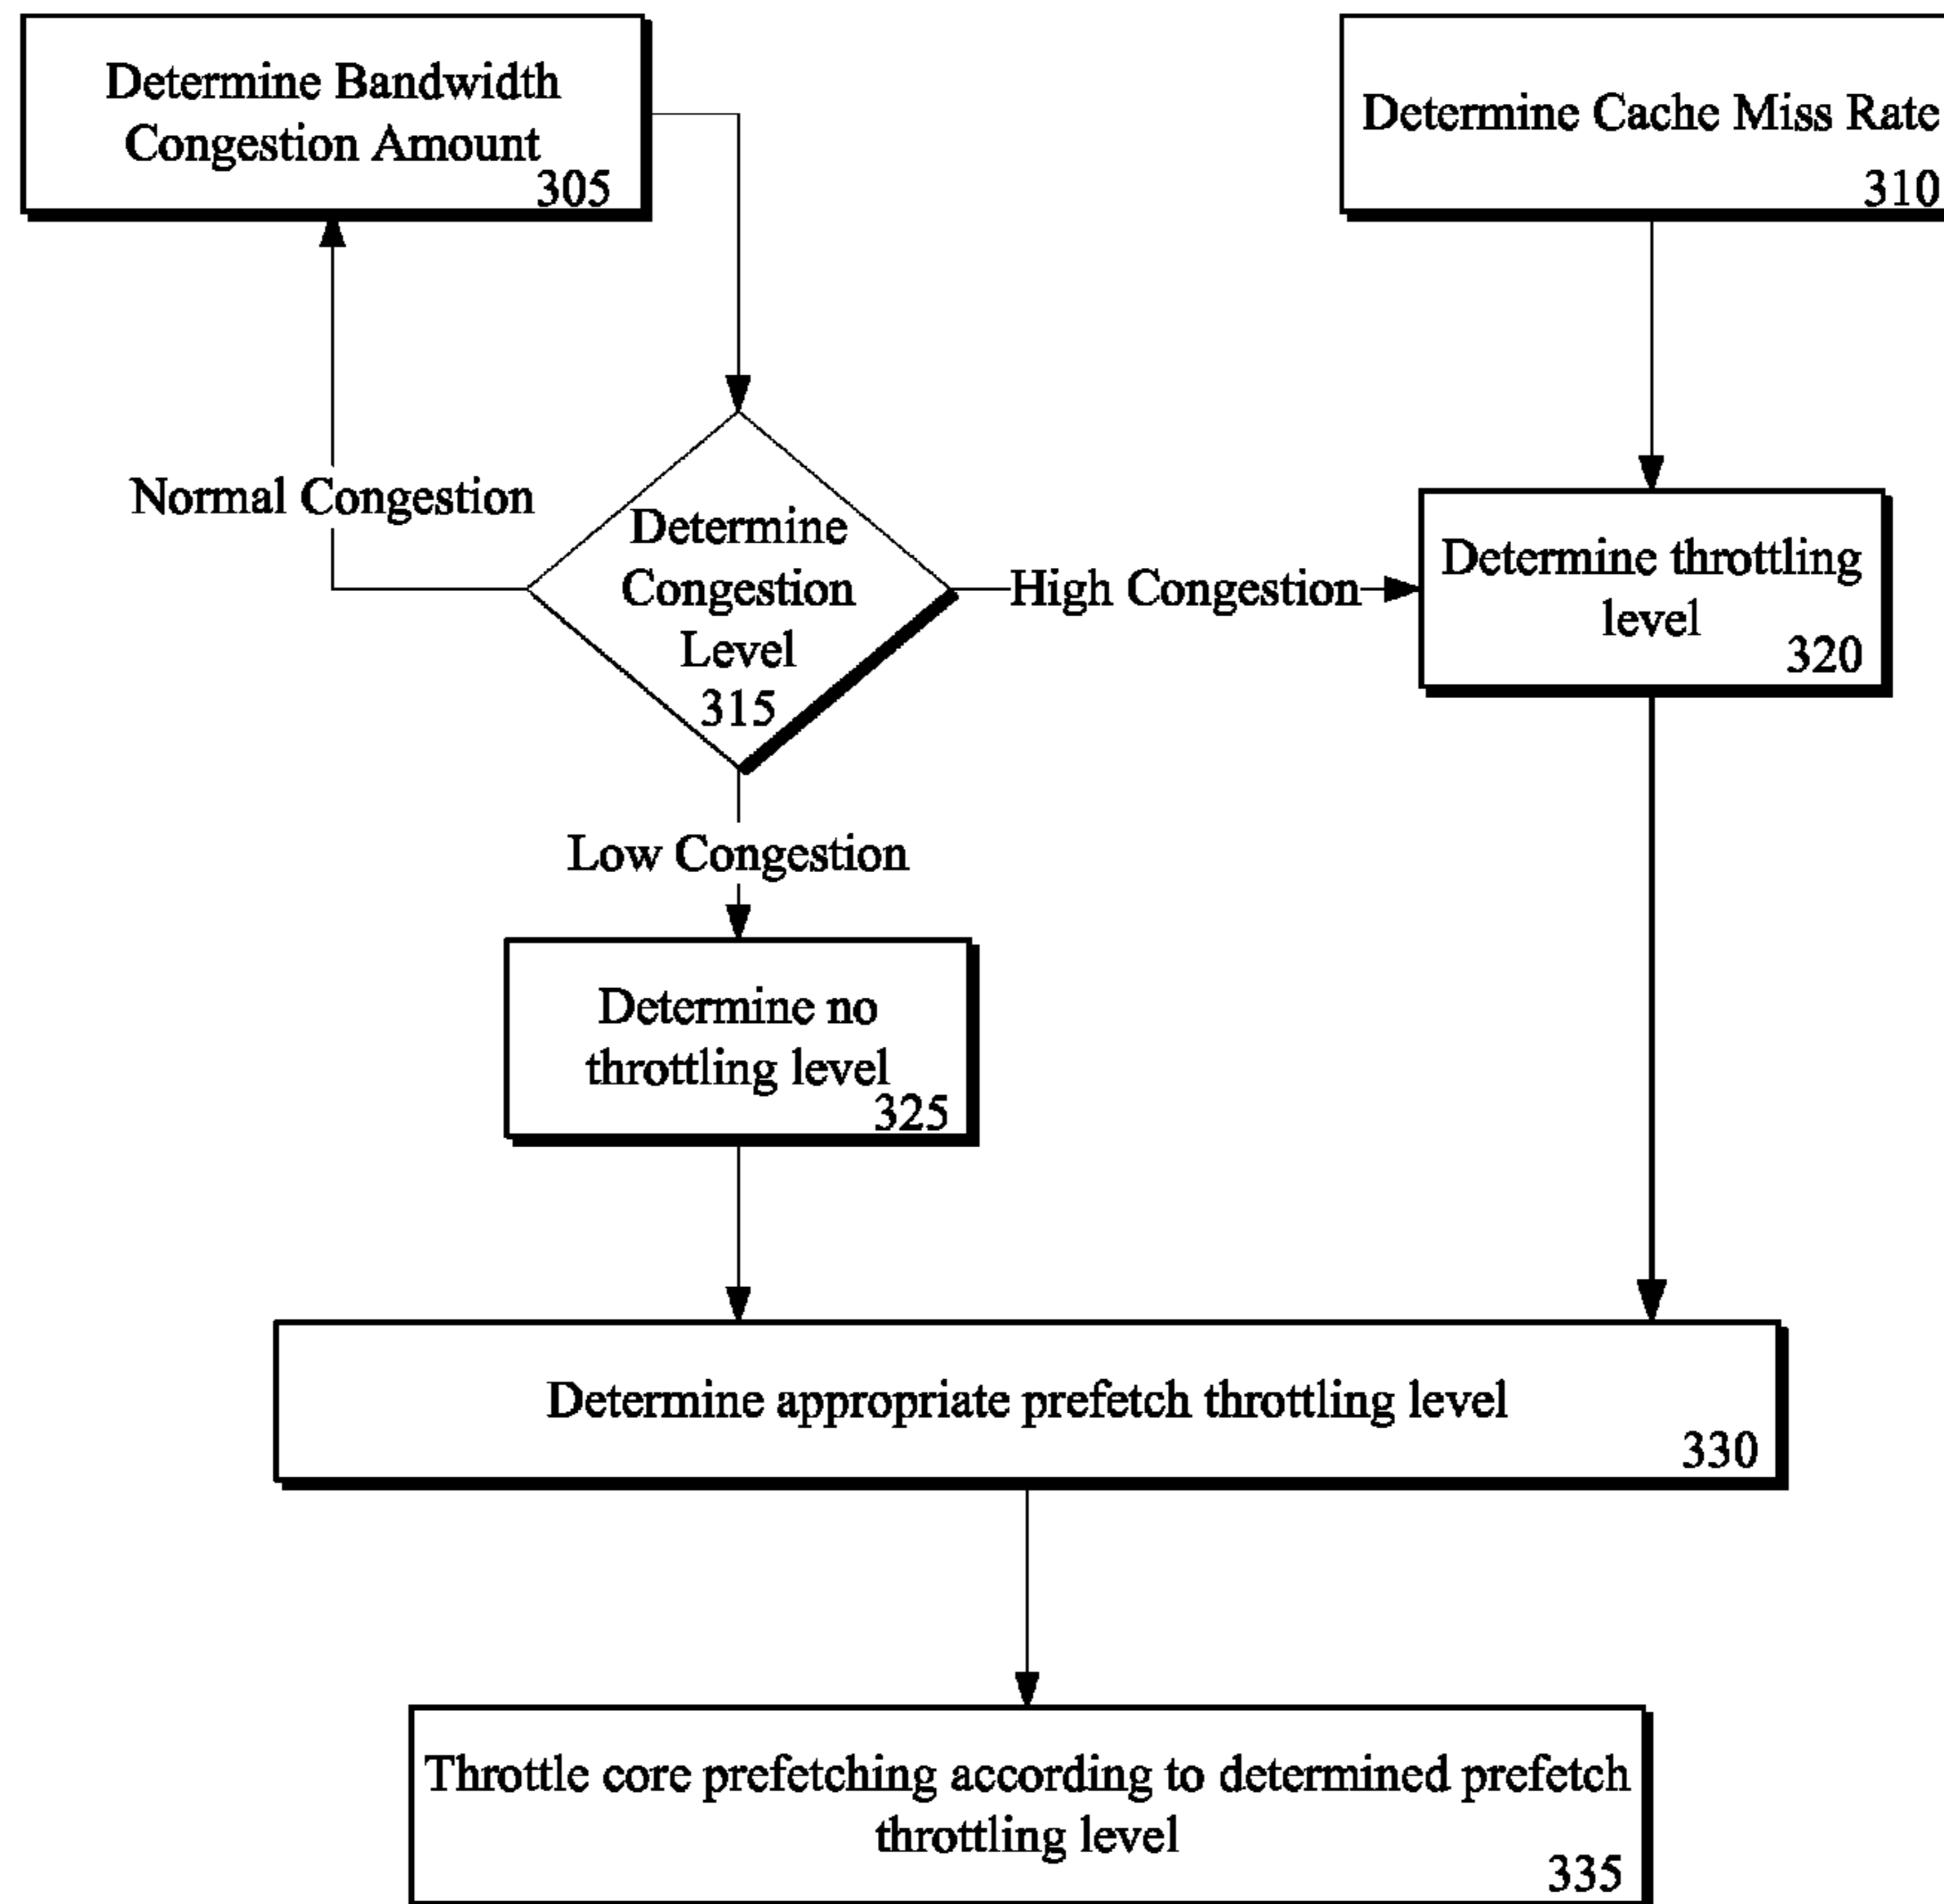 Determine Bandwidth
Congestion Amount
305
Determine Cache Miss Rate
310
Normal Congestion
Determine
Congestion
Level
315
High Congestion
Determine throttling
level
320
Low Congestion
Determine no
throttling level
325
Determine appropriate prefetch throttling level
330
Throttle core prefetching according to determined prefetch
throttling level
335